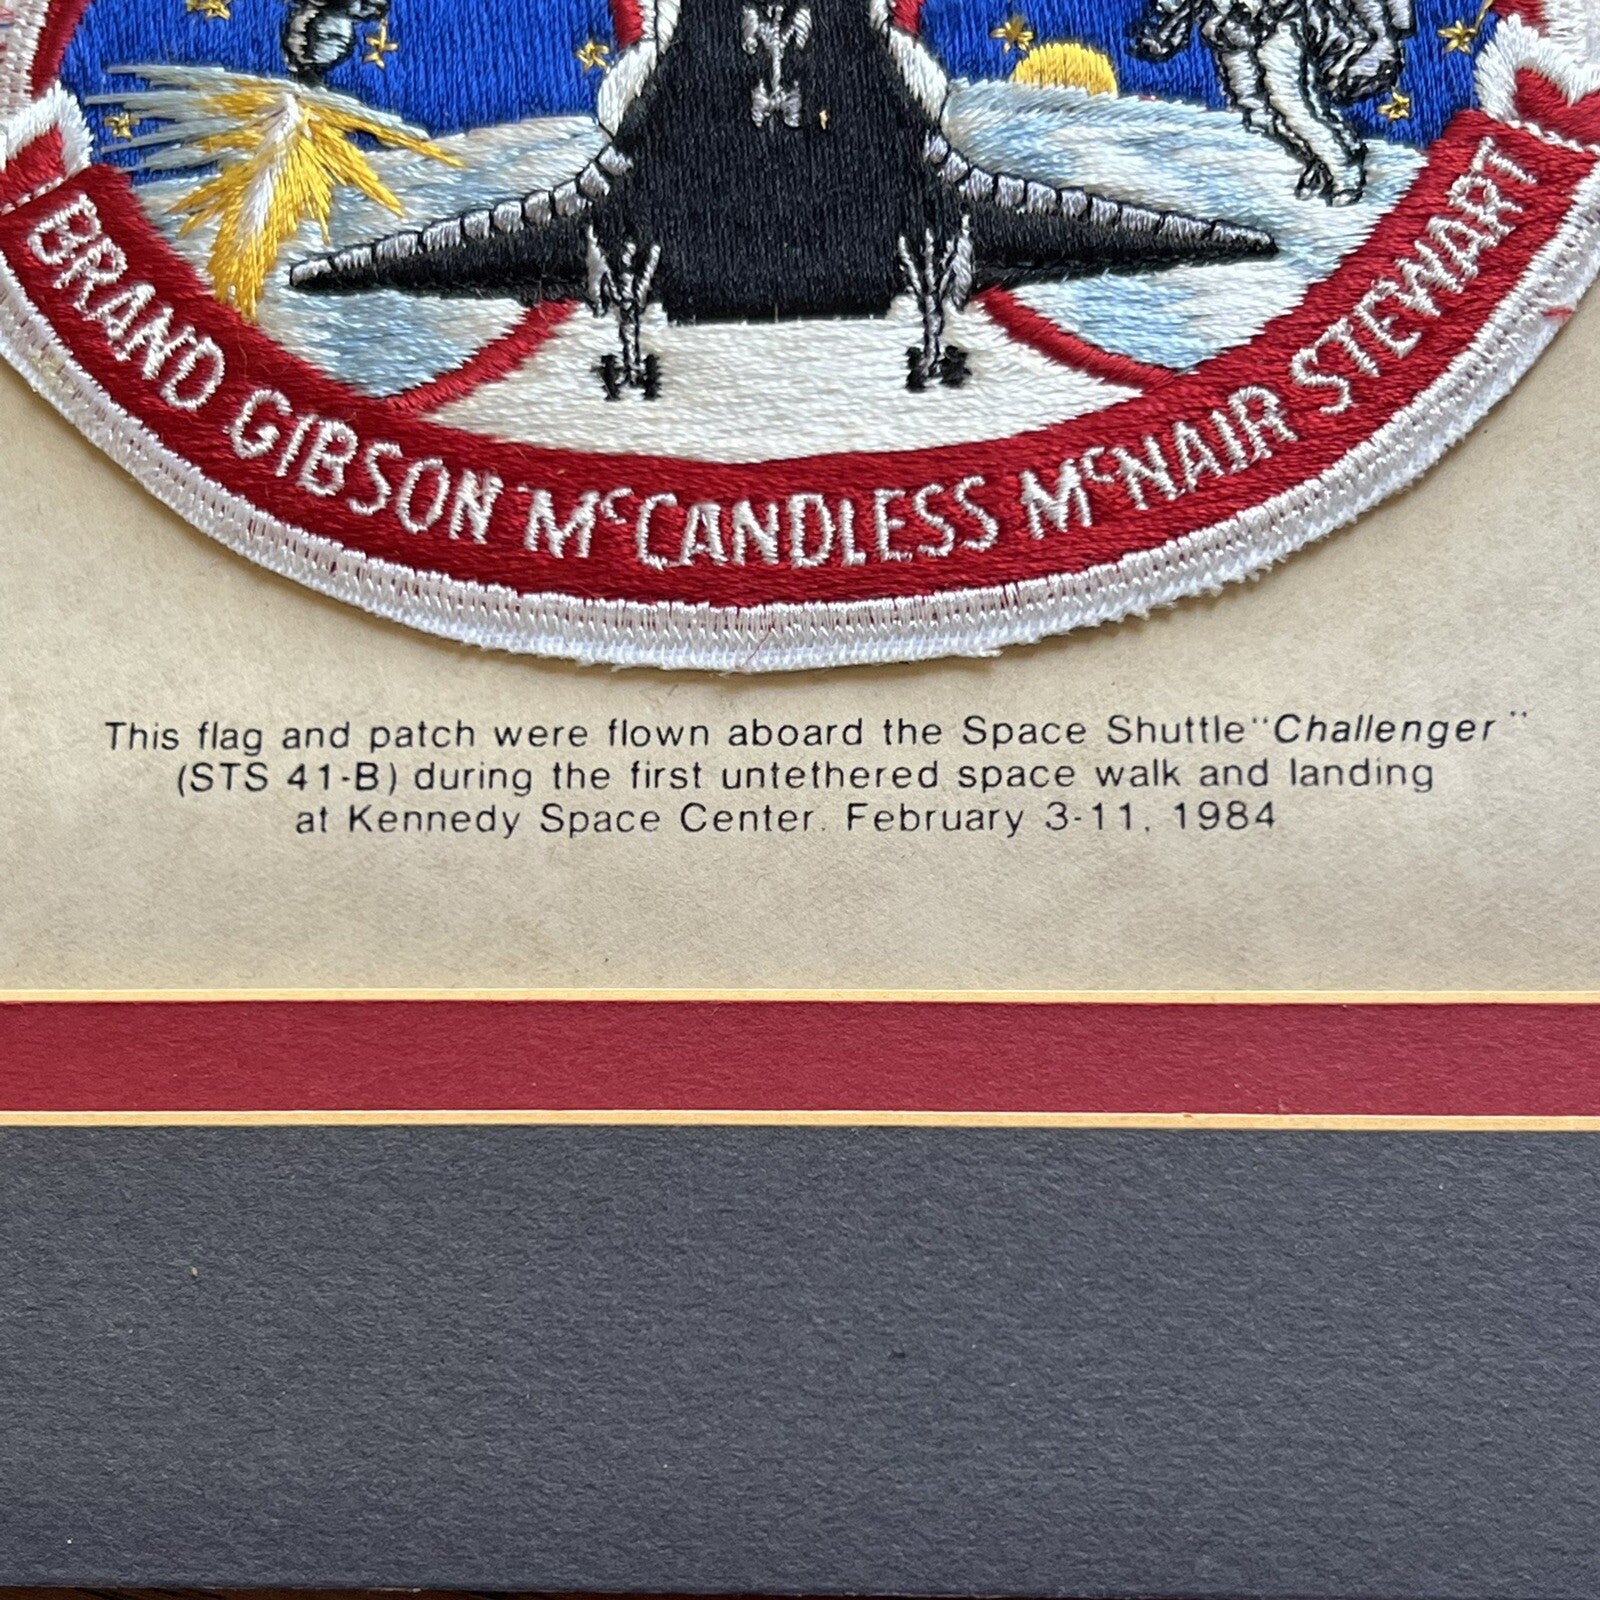 BRAND GIBSON McCANDLESS McNAIR STEWART
This flag and patch were flown aboard the Space Shuttle "Challenger"
(STS 41-B) during the first untethered space walk and landing
at Kennedy Space Center. February 3-11, 1984